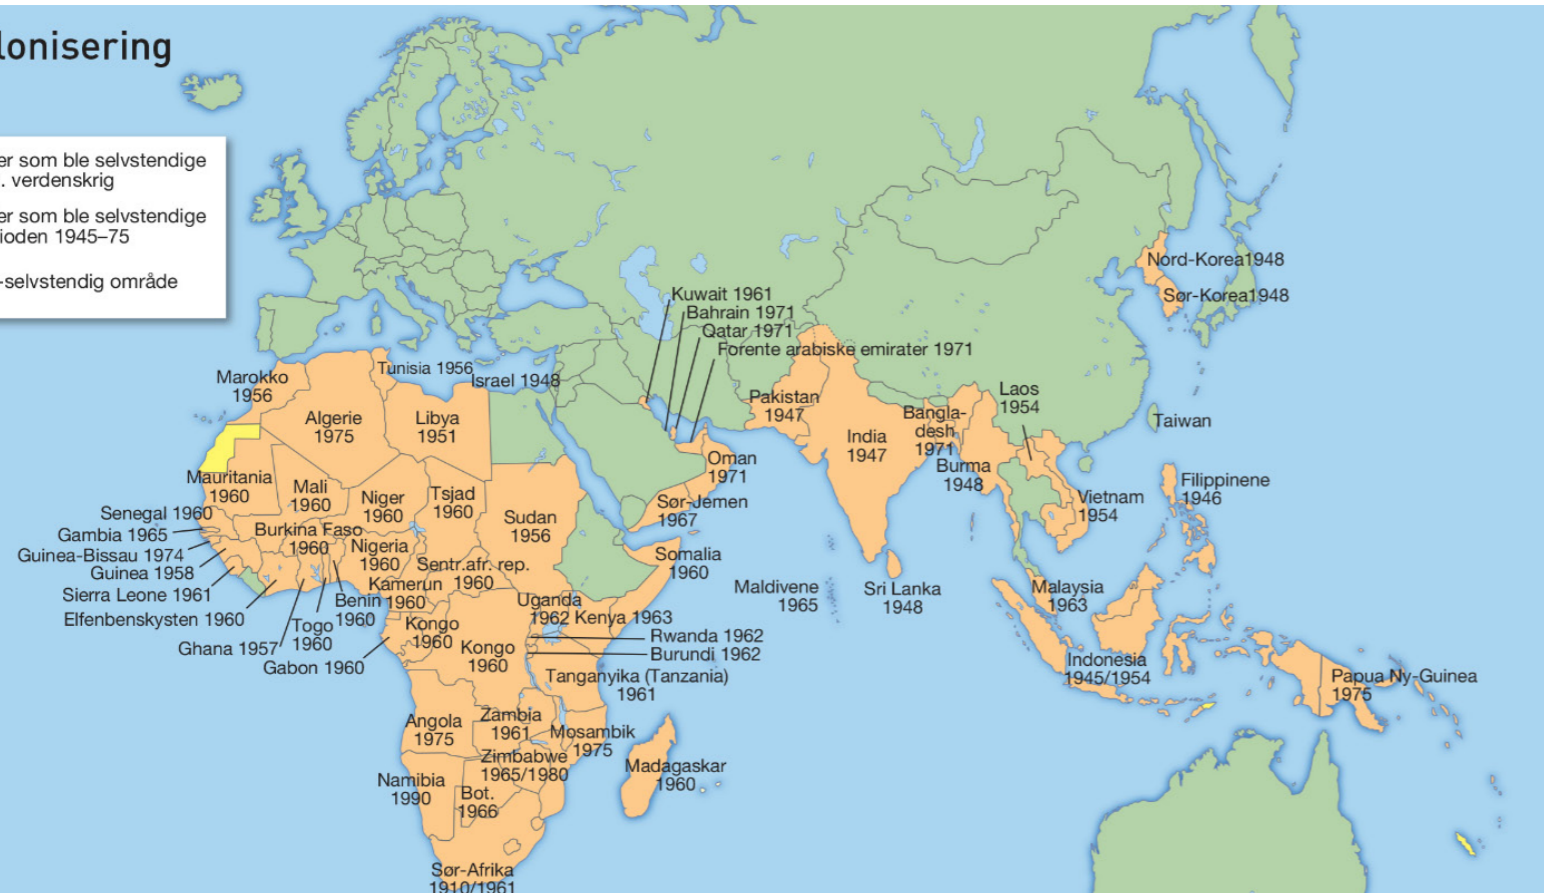 lonisering
er som ble selvstendige
. verdenskrig
er som ble selvstendige
ioden 1945–75
-selvstendig område
Nord-Korea1948
Sør-Korea1948
Kuwait 1961
Bahrain 1971
Qatar 1971
Forente arabiske emirater 1971
Marokko
1956
Tunisia 1956
Israel 1948
Algerie
1975
Libya
1951
Pakistan
1947
India
1947
Bangla-
desh
1971
Laos
1954
Taiwan
Burma
1948
Oman
1971
Sør-Jemen
1967
Vietnam
1954
Filippinene
1946
Mauritania
1960
Mali
1960
Niger
1960
Tsjad
1960
Sudan
1956
Senegal 1960
Gambia 1965
Guinea-Bissau 1974
Guinea 1958
Sierra Leone 1961
Elfenbenskysten 1960
Ghana 1957
Gabon 1960
Burkina Faso
1960
Nigeria
1960
Sentr.afr. rep.
1960
Kamerun
1960
Benin
1960
Togo
1960
Somalia
1960
Maldivene
1965
Sri Lanka
1948
Malaysia
1963
Uganda
1962
Kenya 1963
Rwanda 1962
Burundi 1962
Kongo
1960
Kongo
1960
Tanganyika (Tanzania)
1961
Indonesia
1945/1954
Papua Ny-Guinea
1975
Angola
1975
Zambia
1961
Mosambik
1975
Zimbabwe
1965/1980
Madagaskar
1960
Namibia
1990
Bot.
1966
Sør-Afrika
1910/1961